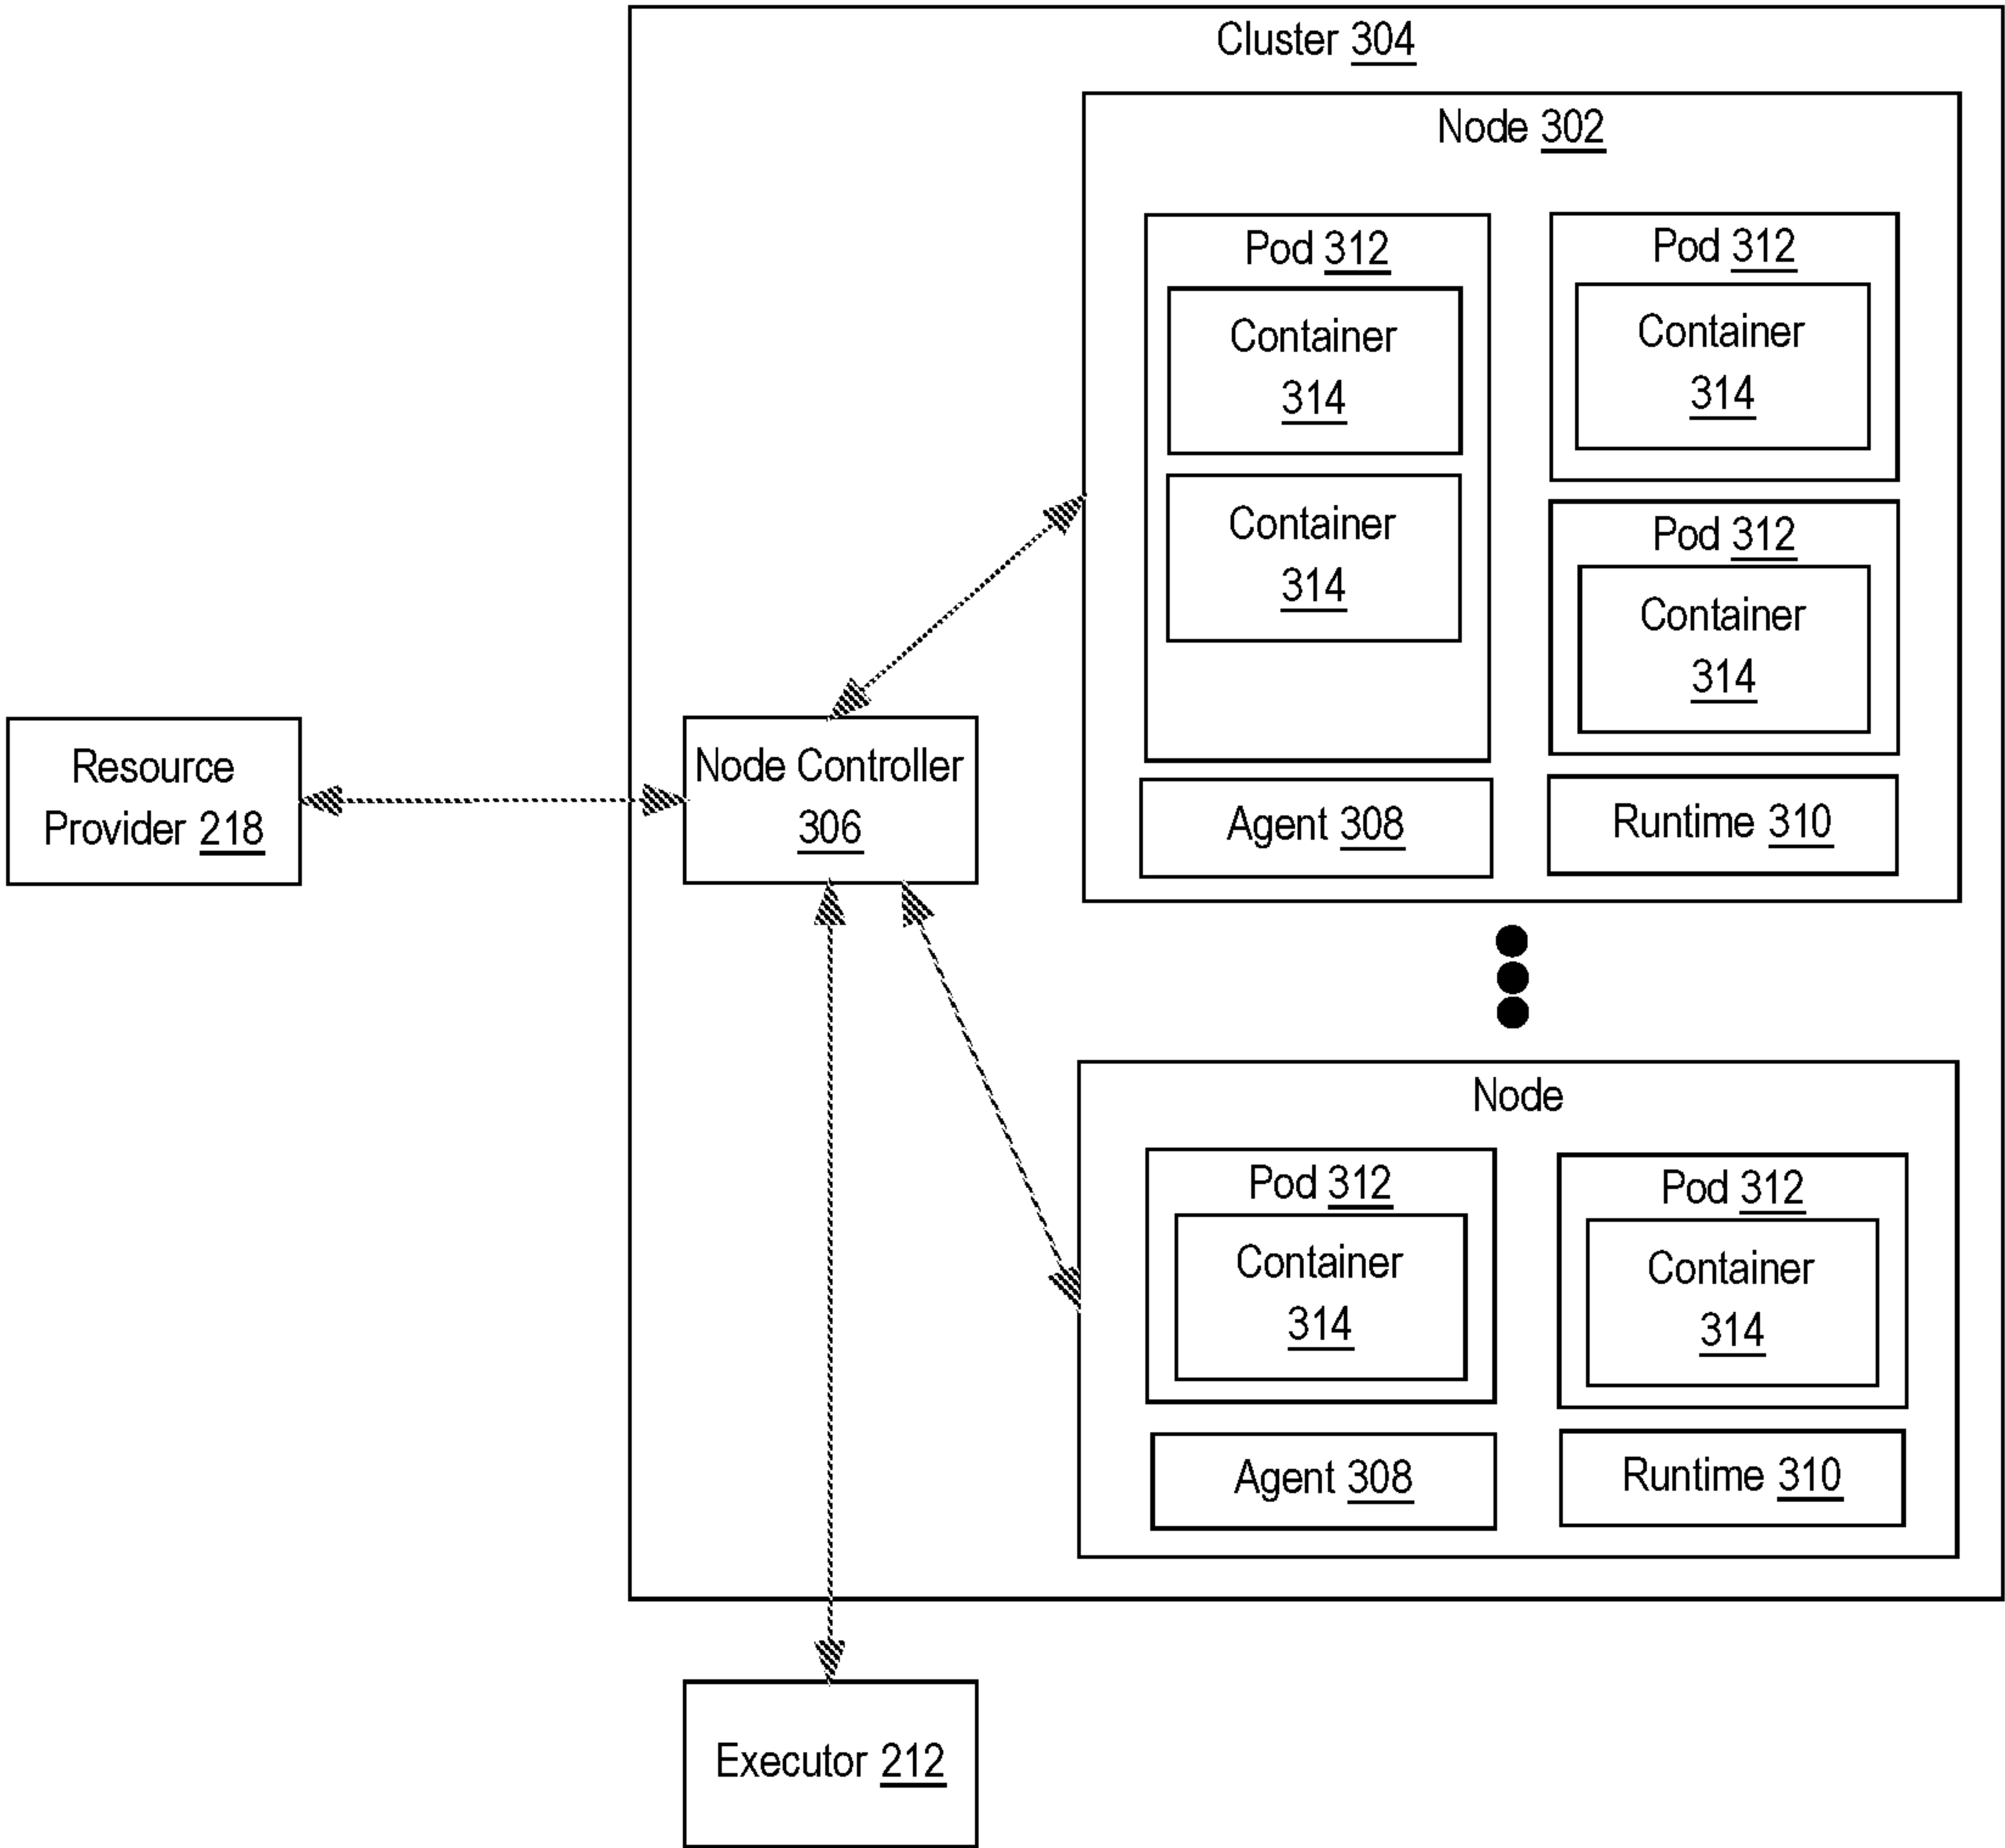 Cluster 304
Node 302
Pod 312
Container
314
Container
314
Pod 312
Container
314
Pod 312
Container
314
Agent 308
Runtime 310
Resource
Provider 218
Node Controller
306
Node
Pod 312
Container
314
Pod 312
Container
314
Agent 308
Runtime 310
Executor 212